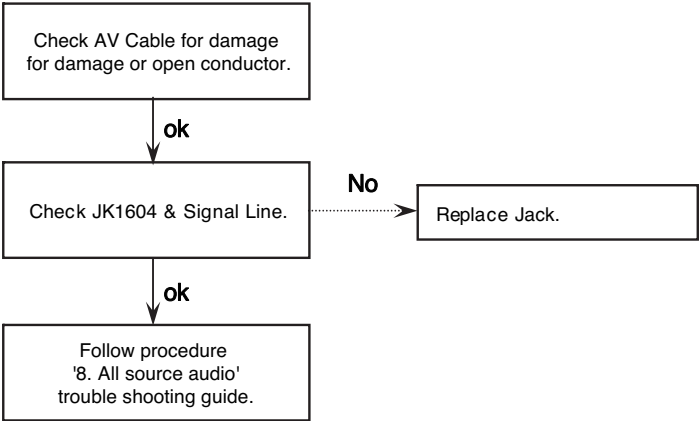 Check AV Cable for damage
for damage or open conductor.
ok
Check JK1604 & Signal Line.
No
Replace Jack.
ok
Follow procedure
'8. All source audio'
trouble shooting guide.